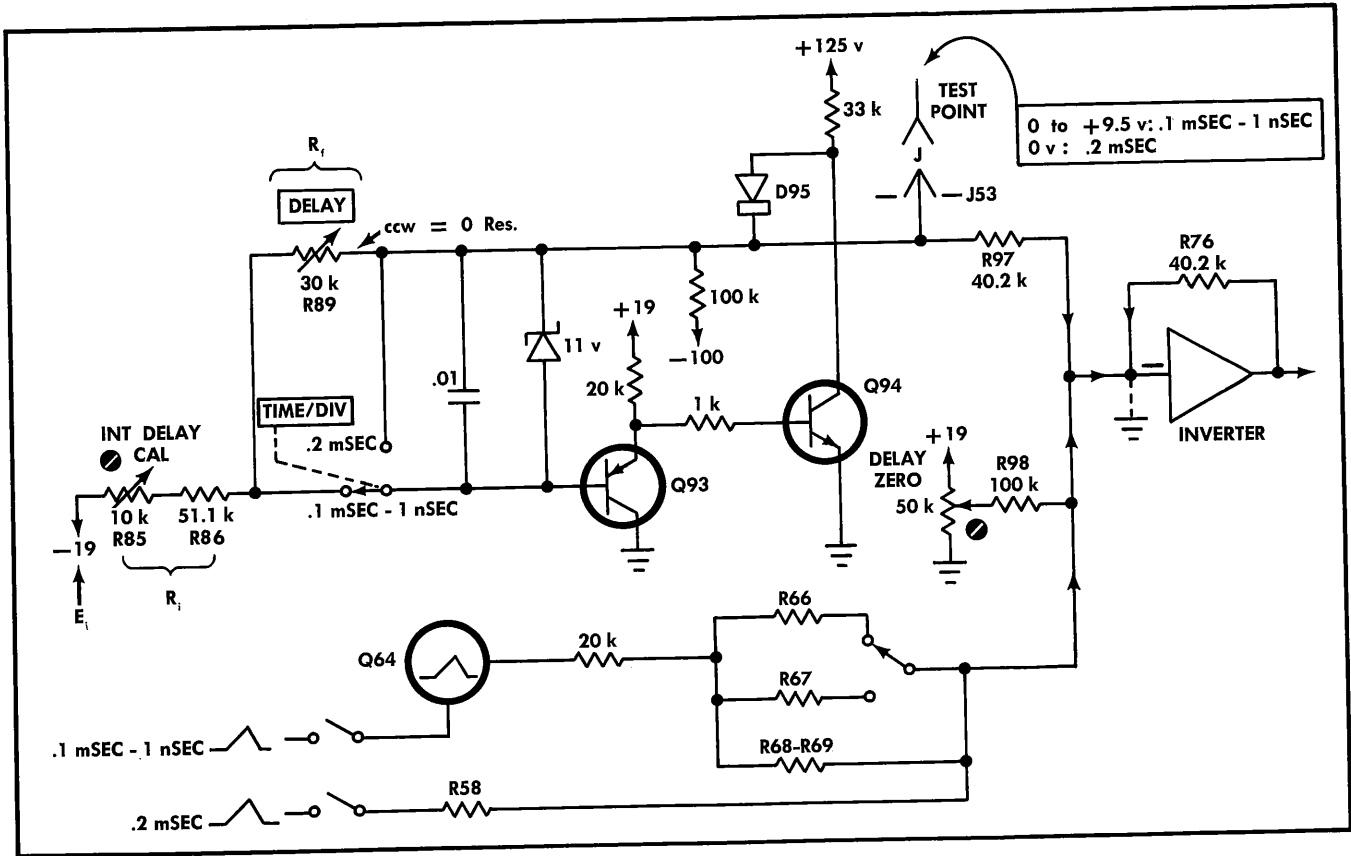 +125 v
33 k
TEST
POINT
0 to +9.5 v: .1 mSEC - 1 nSEC
0 v : .2 mSEC
J
J53
D95
Rf
DELAY
ccw = 0 Res.
30 k
R89
R97
40.2 k
R76
40.2 k
+19
100 k
-100
11 v
.01
20 k
1 k
Q94
–
INVERTER
TIME/DIV
.2 mSEC
INT DELAY
CAL
.1 mSEC - 1 nSEC
Q93
10 k
R85
51.1 k
R86
-19
Ei
Ri
+19
DELAY
ZERO
50 k
R98
100 k
Q64
20 k
R66
R67
R68-R69
.1 mSEC - 1 nSEC
R58
.2 mSEC